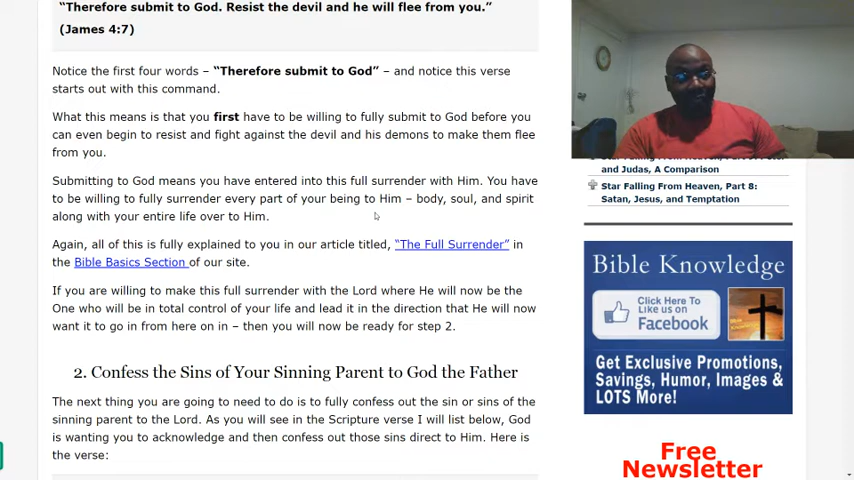 “Therefore submit to God. Resist the devil and he will flee from you.”
(James 4:7)
Notice the first four words – “Therefore submit to God” – and notice this verse
starts out with this command.
What this means is that you first have to be willing to fully submit to God before you
can even begin to resist and fight against the devil and his demons to make them flee
from you.
Submitting to God means you have entered into this full surrender with Him. You have
to be willing to fully surrender every part of your being to Him – body, soul, and spirit
along with your entire life over to Him.
Again, all of this is fully explained to you in our article titled, “The Full Surrender” in
the Bible Basics Section of our site.
If you are willing to make this full surrender with the Lord where He will now be the
One who will be in total control of your life and lead it in the direction that He will now
want it to go in from here on in – then you will now be ready for step 2.
2. Confess the Sins of Your Sinning Parent to God the Father
The next thing you are going to need to do is to fully confess out the sin or sins of the
sinning parent to the Lord. As you will see in the Scripture verse I will list below, God
is wanting you to acknowledge and then confess out those sins direct to Him. Here is
the verse:
and Judas, A Comparison
Star Falling From Heaven, Part 8:
Satan, Jesus, and Temptation
Bible Knowledge
Click Here To
Like us on
Facebook
Get Exclusive Promotions,
Savings, Humor, Images &
LOTS More!
Free
Newsletter